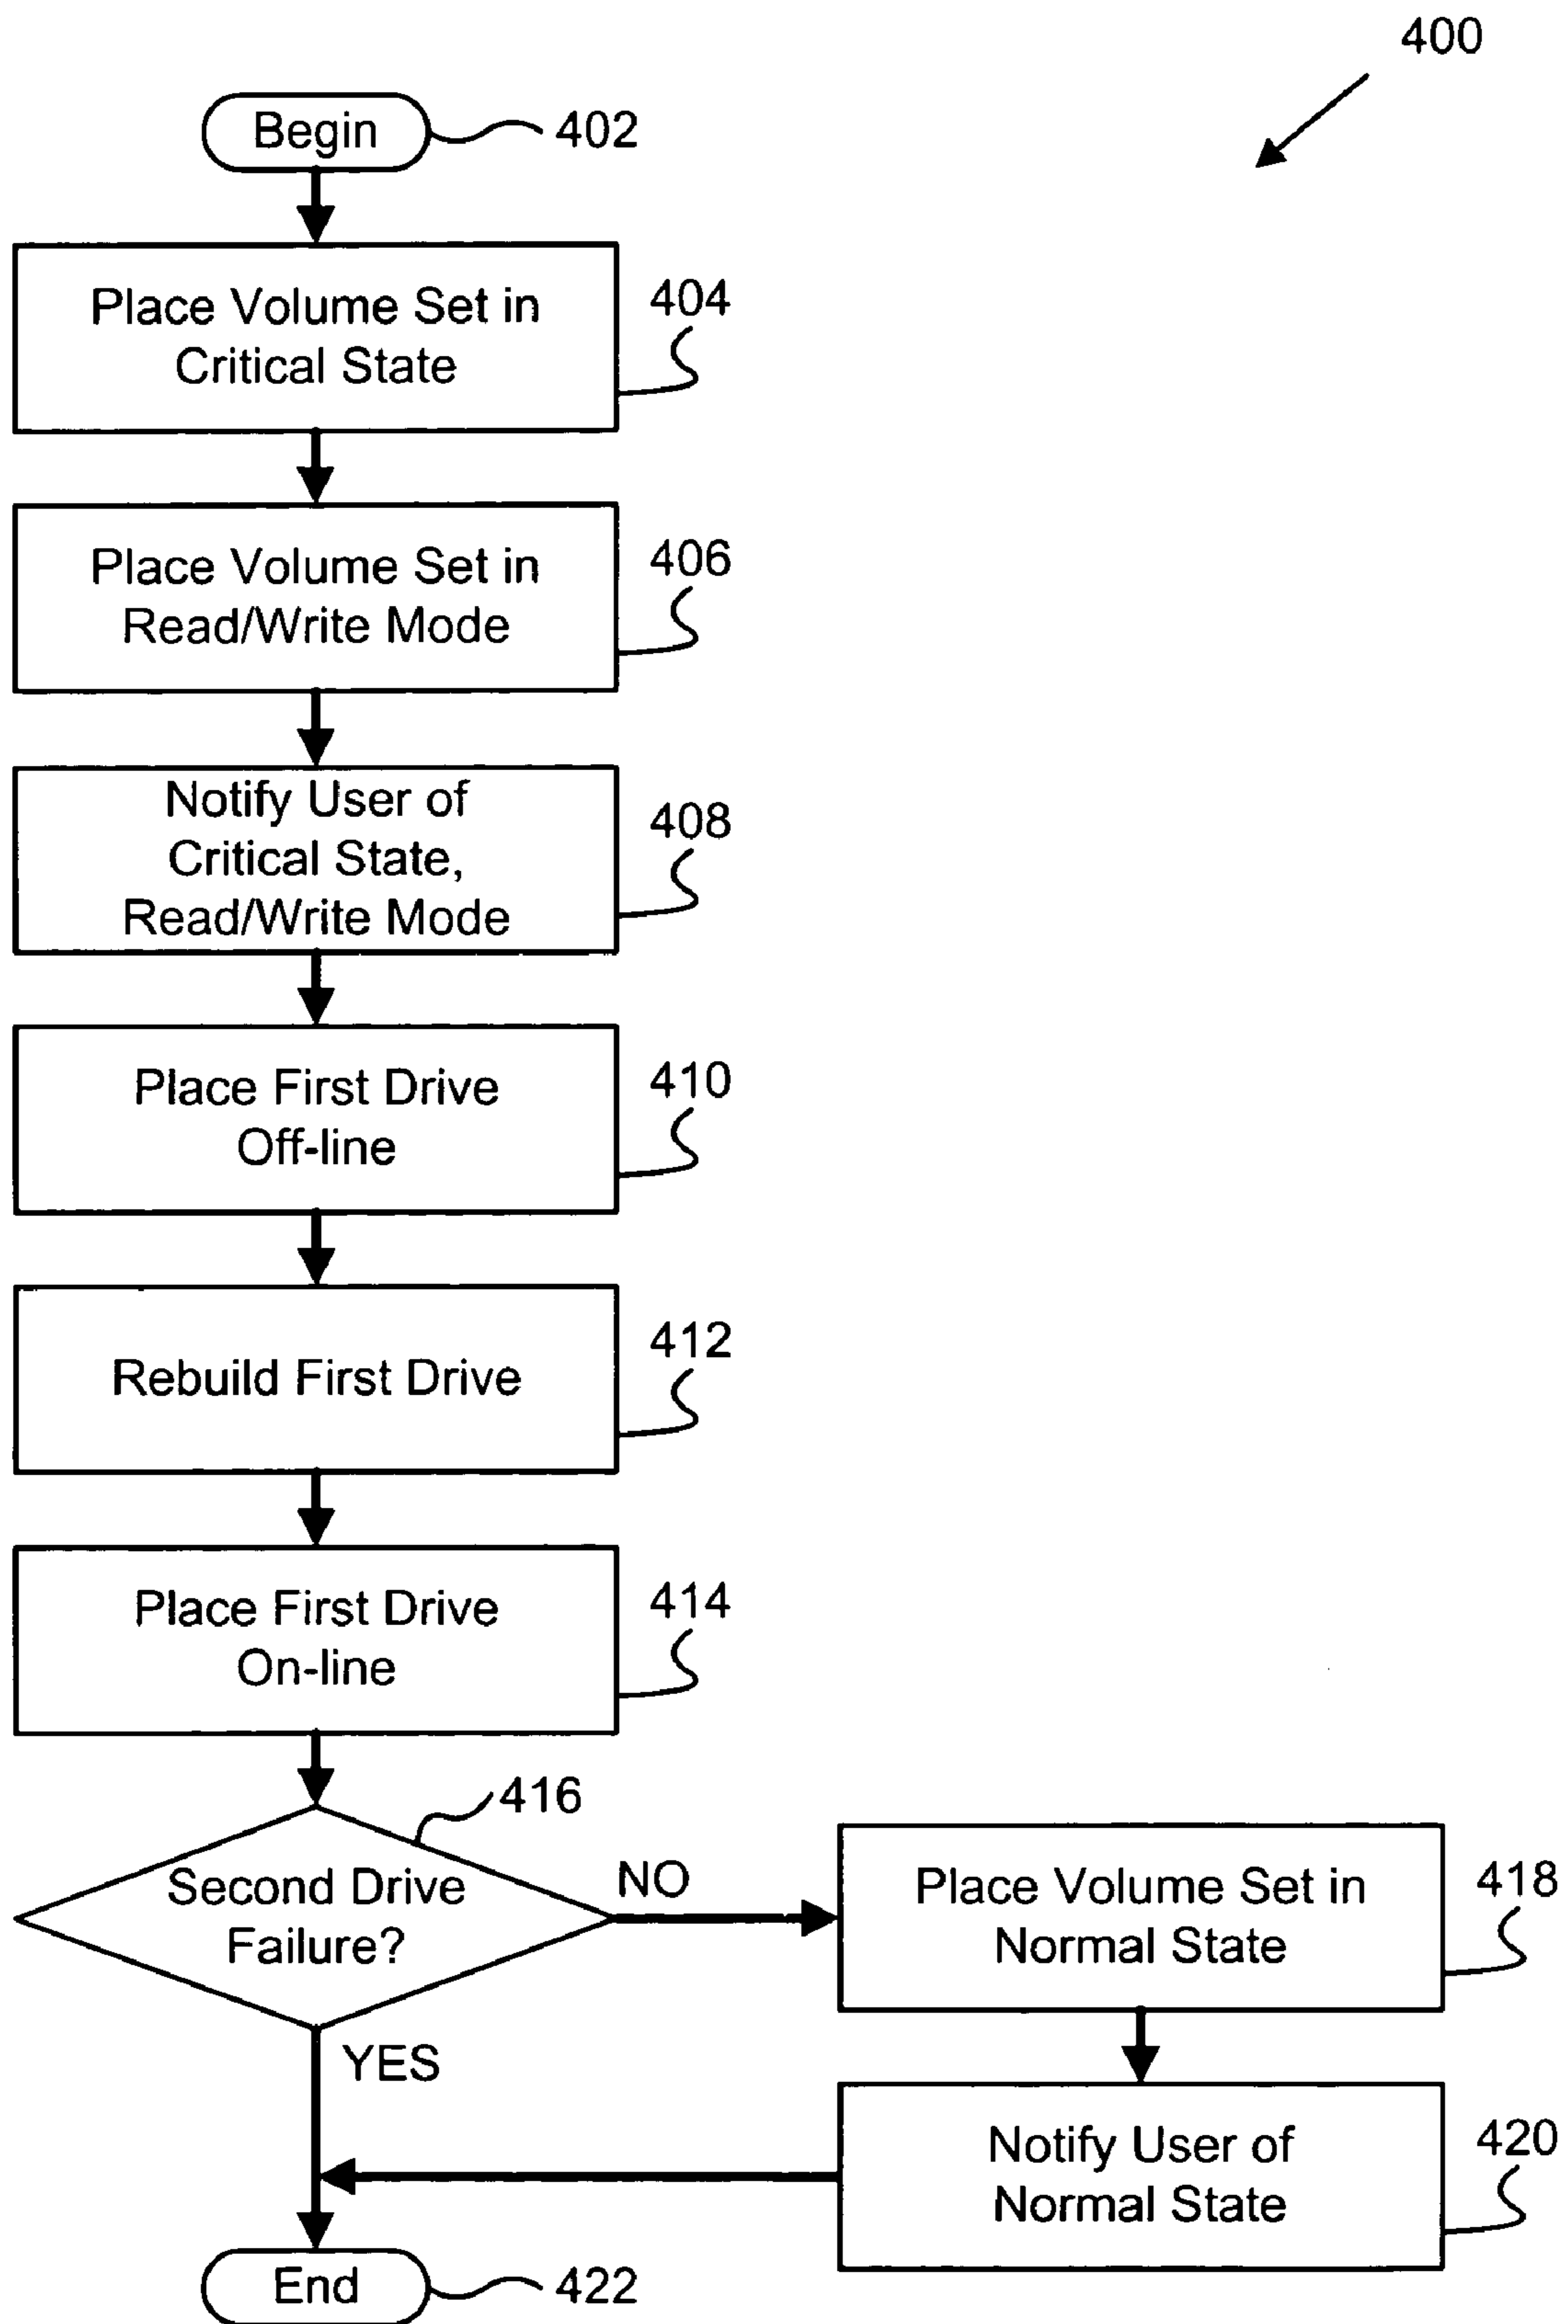 400
Begin
402
Place Volume Set in
Critical State
404
Place Volume Set in
Read/Write Mode
406
Notify User of
Critical State,
Read/Write Mode
408
Place First Drive
Off-line
410
Rebuild First Drive
412
Place First Drive
On-line
414
416
Second Drive
Failure?
NO
YES
Place Volume Set in
Normal State
418
Notify User of
Normal State
420
End
422